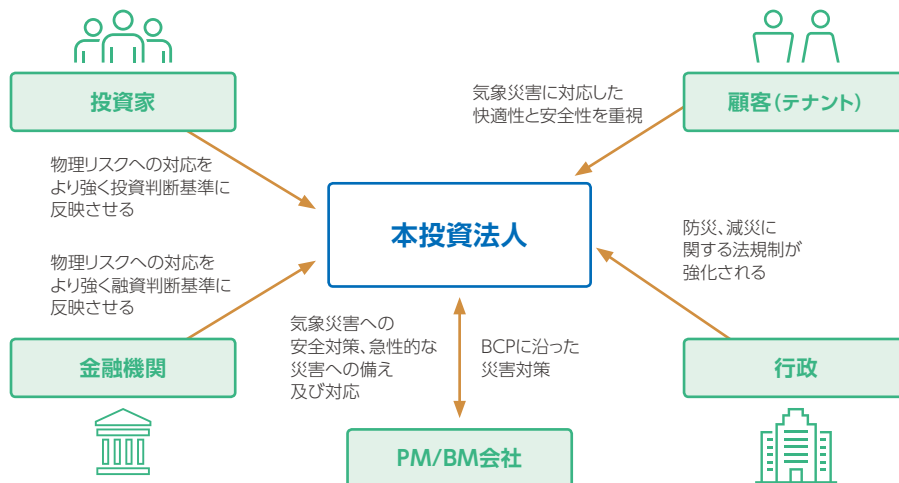 投資家
顧客(テナント)
気象災害に対応した
快適性と安全性を重視
物理リスクへの対応を
より強く投資判断基準に
反映させる
本投資法人
防災、減災に
関する法規制が
強化される
物理リスクへの対応を
より強く融資判断基準に
反映させる
気象災害への
安全対策、急性的な
災害への備え
及び対応
BCPに沿った
災害対策
金融機関
行政
PM/BM会社